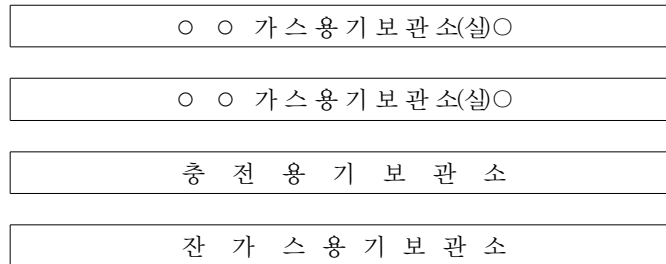 ○ ○ 가스용기보관소(실)○
○ ○ 가스용기보관소(실)○
충 전 용 기 보 관 소
잔 가 스 용 기 보 관 소